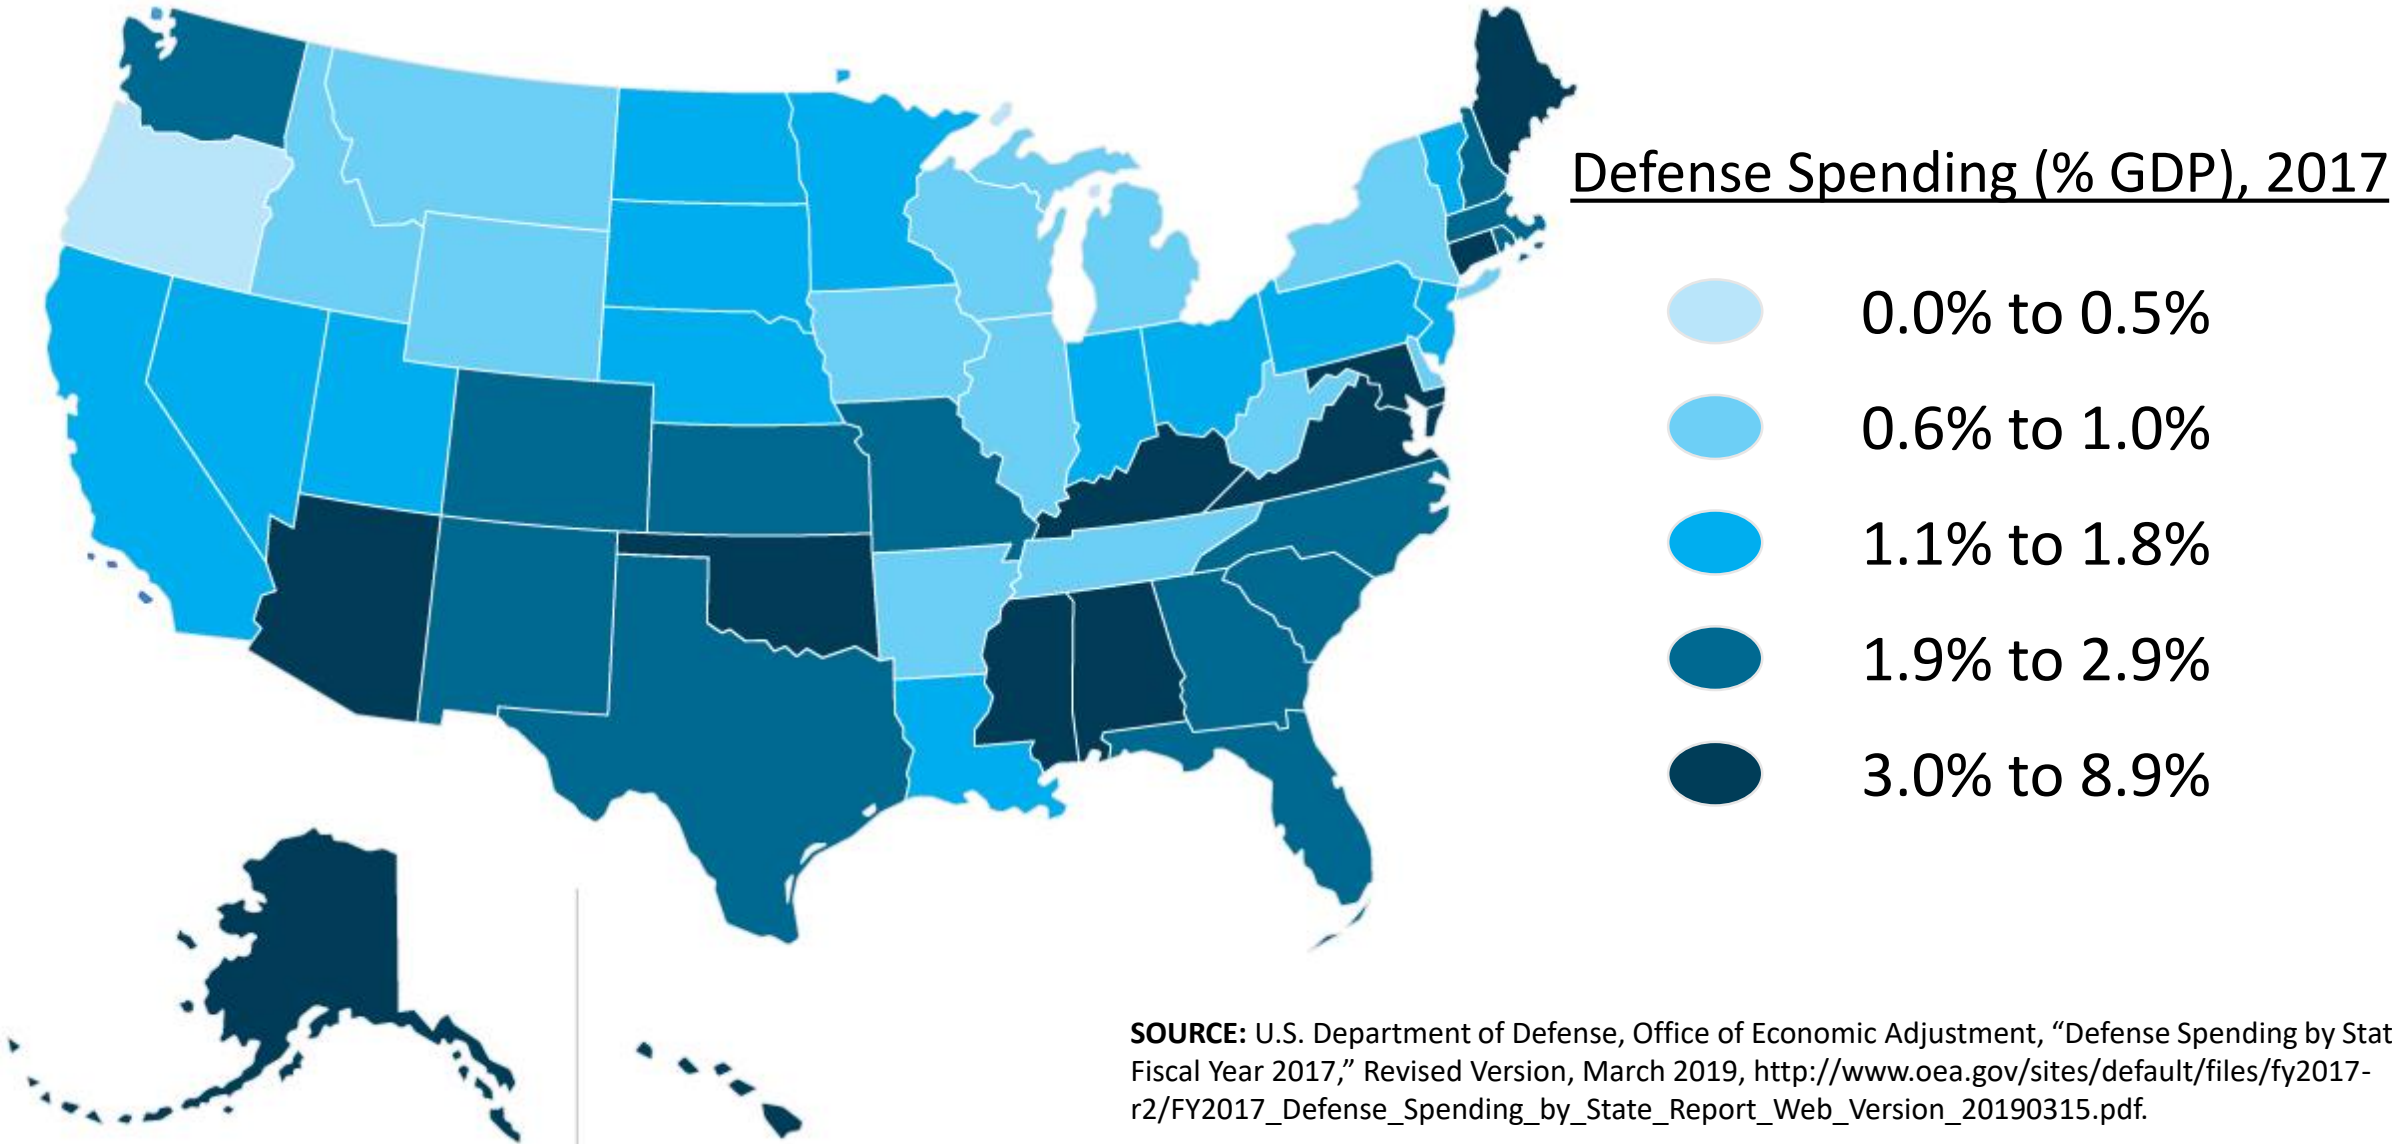 Defense Spending (% GDP), 2017
0.0% to 0.5%
0.6% to 1.0%
1.1% to 1.8%
1.9% to 2.9%
3.0% to 8.9%
SOURCE: U.S. Department of Defense, Office of Economic Adjustment, “Defense Spending by Stat
Fiscal Year 2017,” Revised Version, March 2019, http://www.oea.gov/sites/default/files/fy2017-
r2/FY2017_Defense_Spending_by_State_Report_Web_Version_20190315.pdf.